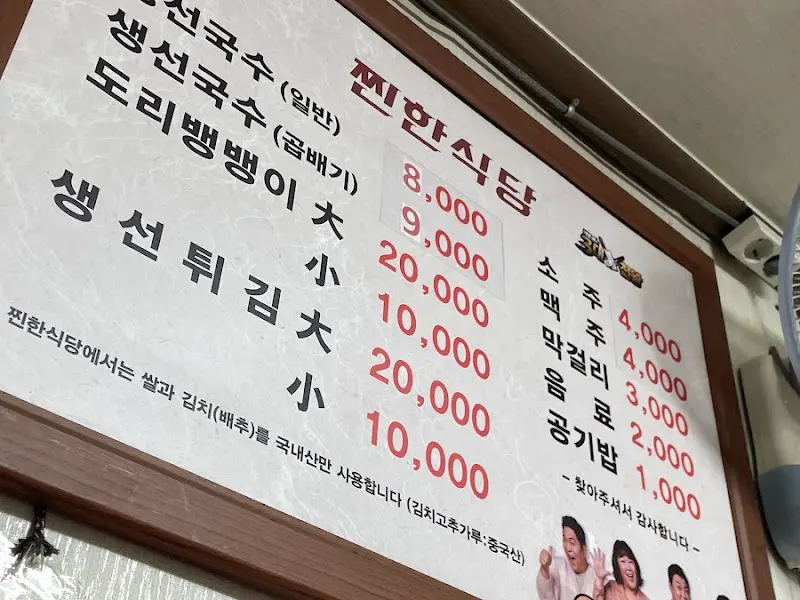 찐한식당
생선국수 (일반) 8,000
생선국수 (곱배기) 9,000
도리뱅뱅이 大 20,000
小 10,000
생선튀김 大 20,000
小 10,000
소주 4,000
맥주 4,000
막걸리 3,000
음료 2,000
공기밥 1,000
- 찾아주셔서 감사합니다 -
찐한식당에서는 쌀과 김치(배추)를 국내산만 사용합니다 (김치고추가루:중국산)